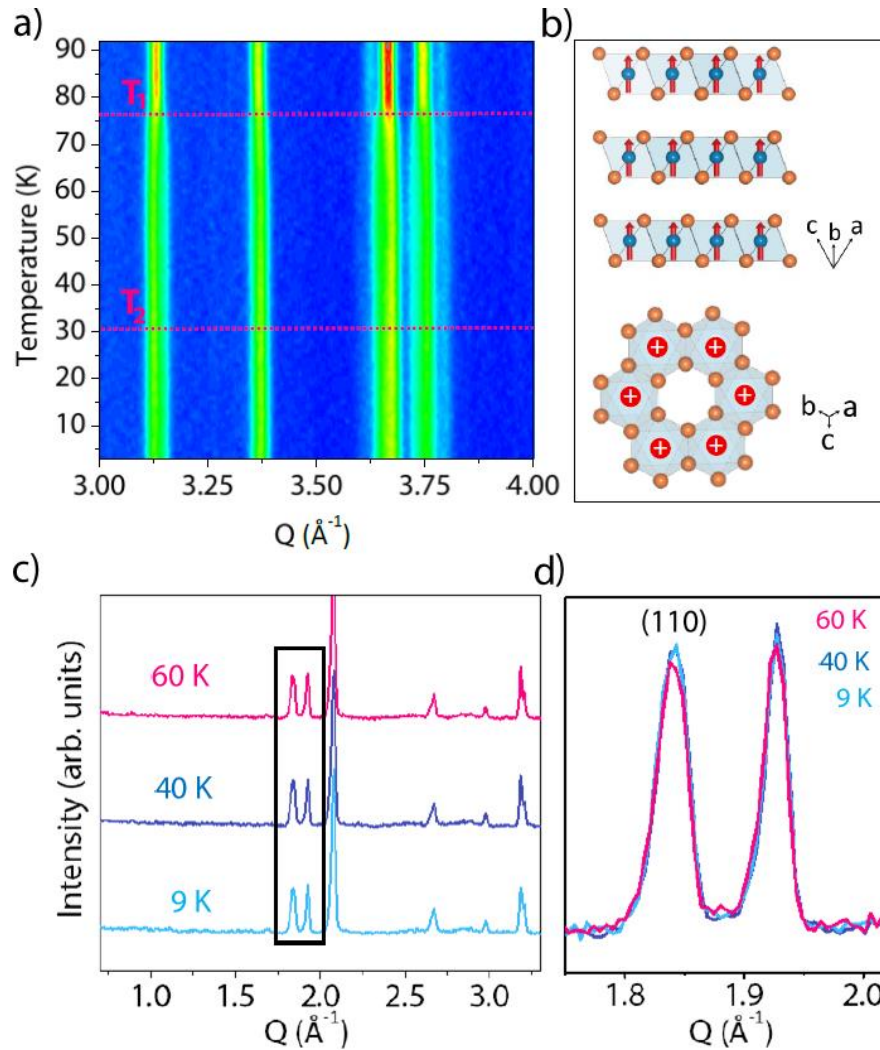 a)
90
80
70
60
50
40
30
20
10
T₁
T₂
Temperature (K)
3.00 3.25 3.50 3.75 4.00
Q (Å⁻¹)
b)
c b a
+ +
+ +
+ +
b a
c
c)
60 K
40 K
9 K
Intensity (arb. units)
1.0 1.5 2.0 2.5 3.0
Q (Å⁻¹)
d)
(110)
60 K
40 K
9 K
1.8 1.9 2.0
Q (Å⁻¹)